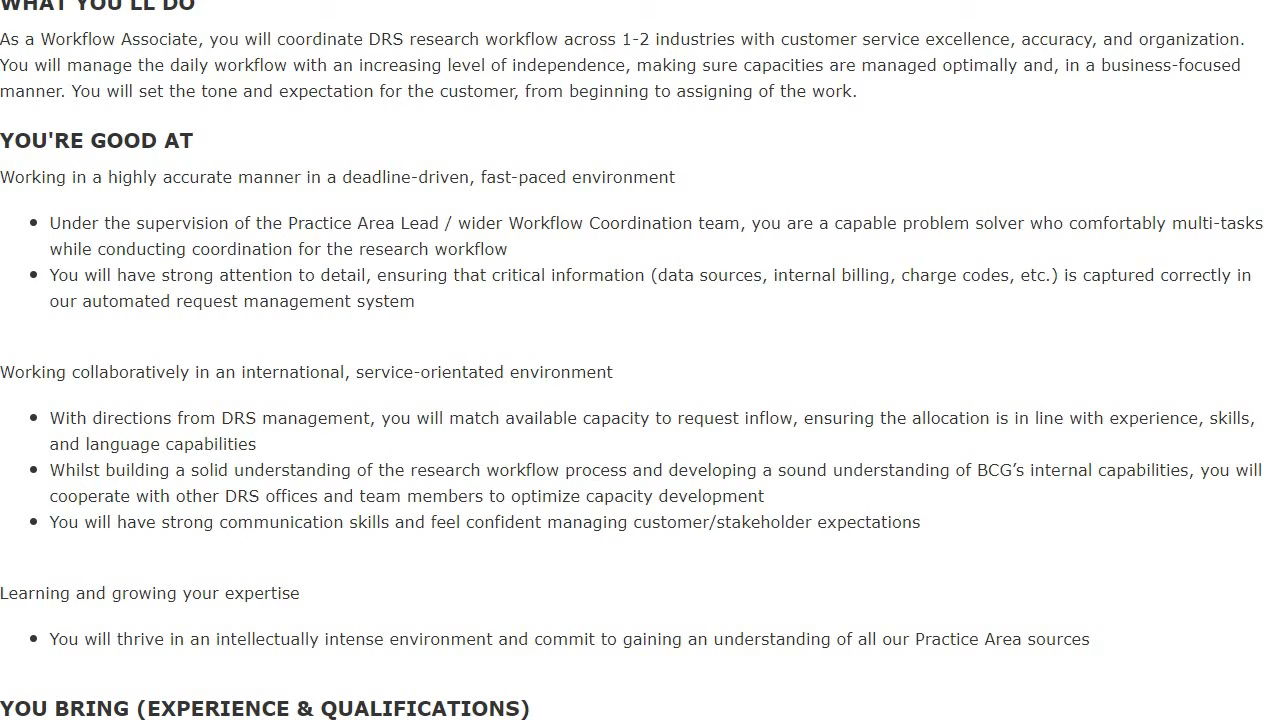 WHAT YOU'LL DO
As a Workflow Associate, you will coordinate DRS research workflow across 1-2 industries with customer service excellence, accuracy, and organization.
You will manage the daily workflow with an increasing level of independence, making sure capacities are managed optimally and, in a business-focused
manner. You will set the tone and expectation for the customer, from beginning to assigning of the work.
YOU'RE GOOD AT
Working in a highly accurate manner in a deadline-driven, fast-paced environment
• Under the supervision of the Practice Area Lead / wider Workflow Coordination team, you are a capable problem solver who comfortably multi-tasks
while conducting coordination for the research workflow
• You will have strong attention to detail, ensuring that critical information (data sources, internal billing, charge codes, etc.) is captured correctly in
our automated request management system
Working collaboratively in an international, service-orientated environment
• With directions from DRS management, you will match available capacity to request inflow, ensuring the allocation is in line with experience, skills,
and language capabilities
• Whilst building a solid understanding of the research workflow process and developing a sound understanding of BCG’s internal capabilities, you will
cooperate with other DRS offices and team members to optimize capacity development
• You will have strong communication skills and feel confident managing customer/stakeholder expectations
Learning and growing your expertise
• You will thrive in an intellectually intense environment and commit to gaining an understanding of all our Practice Area sources
YOU BRING (EXPERIENCE & QUALIFICATIONS)